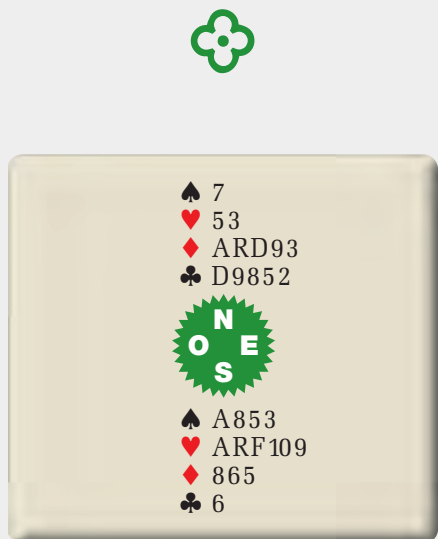 ♠ 7
♥ 53
♦ ARD93
♣ D9852
N
O E
S
♠ A853
♥ ARF109
♦ 865
♣ 6